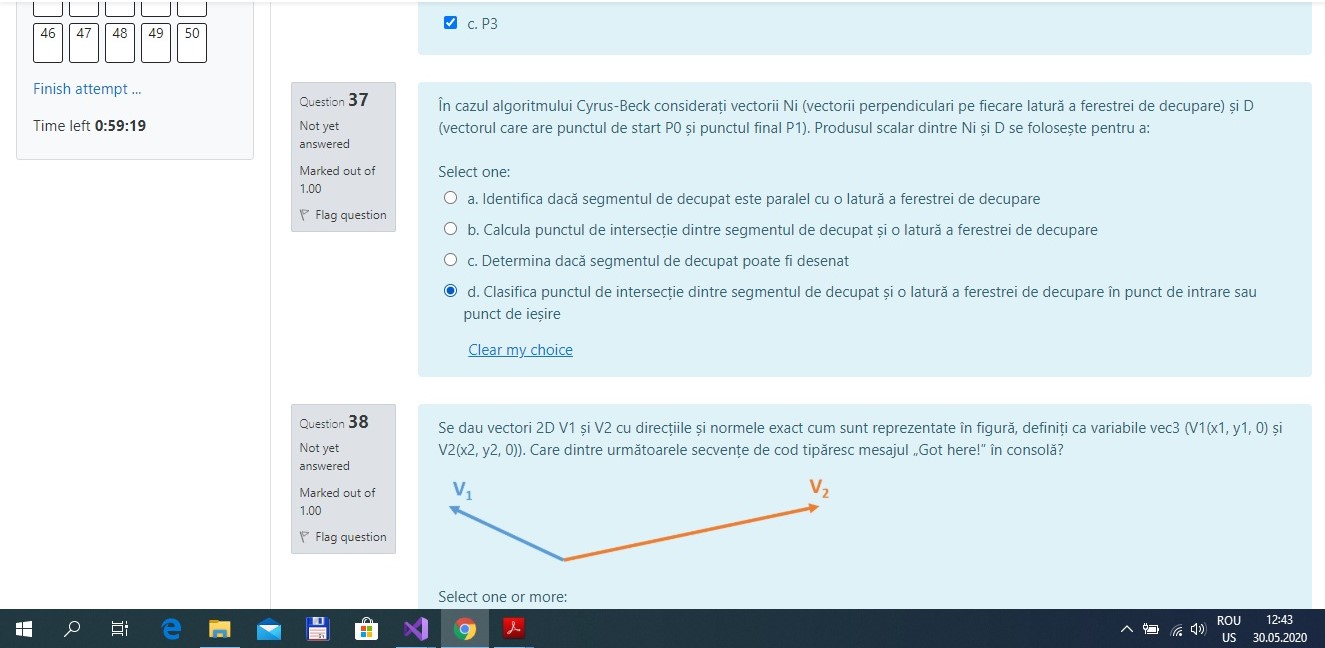 46 47 48 49 50
Finish attempt ...
Time left 0:59:19
c. P3
Question 37
Not yet
answered
Marked out of
1.00
Flag question
În cazul algoritmului Cyrus-Beck considerați vectorii Ni (vectorii perpendiculari pe fiecare latură a ferestrei de decupare) și D
(vectorul care are punctul de start P0 și punctul final P1). Produsul scalar dintre Ni și D se folosește pentru a:
Select one:
a. Identifica dacă segmentul de decupat este paralel cu o latură a ferestrei de decupare
b. Calcula punctul de intersecție dintre segmentul de decupat și o latură a ferestrei de decupare
c. Determina dacă segmentul de decupat poate fi desenat
d. Clasifica punctul de intersecție dintre segmentul de decupat și o latură a ferestrei de decupare în punct de intrare sau
punct de ieșire
Clear my choice
Question 38
Not yet
answered
Marked out of
1.00
Flag question
Se dau vectori 2D V1 și V2 cu direcțiile și normele exact cum sunt reprezentate în figură, definiți ca variabile vec3 (V1(x1, y1, 0) și
V2(x2, y2, 0)). Care dintre următoarele secvențe de cod tipăresc mesajul „Got here!” în consolă?
V1
V2
Select one or more:
ROU
US
12:43
30.05.2020